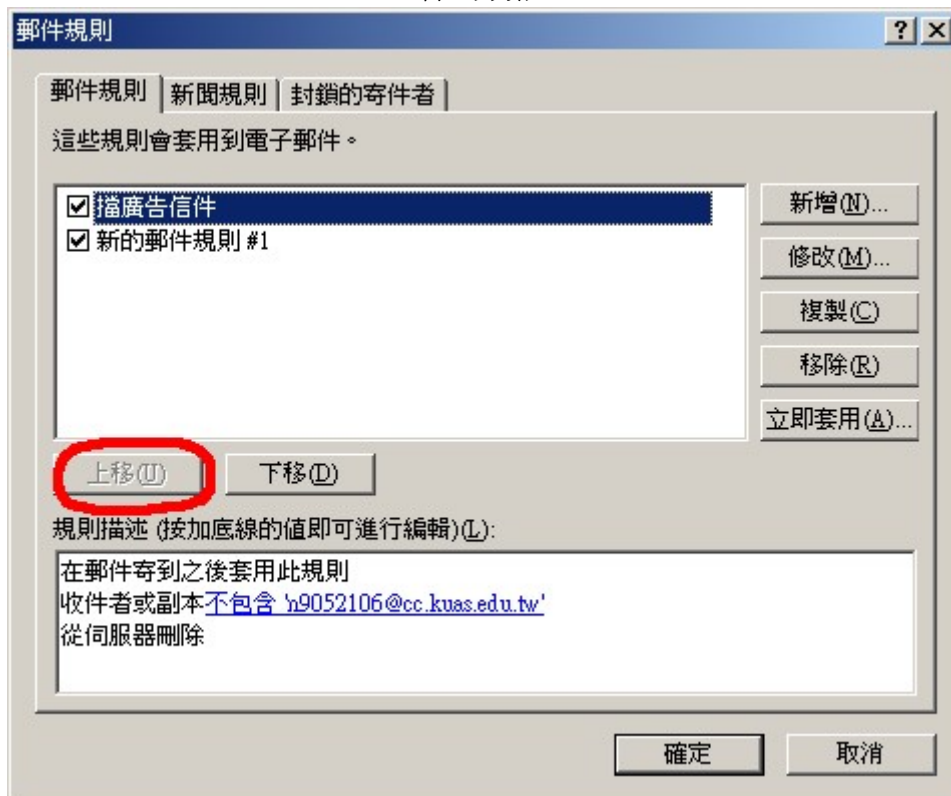 郵件規則
郵件規則 新聞規則 封鎖的寄件者
這些規則會套用到電子郵件。
擋廣告信件
新的郵件規則 #1
新增(N)...
修改(M)...
複製(C)
移除(R)
立即套用(A)...
上移(U) 下移(D)
規則描述 (按加底線的值即可進行編輯)(L):
在郵件寄到之後套用此規則
收件者或副本不包含 'n9052106@cc.kuas.edu.tw'
從伺服器刪除
確定 取消